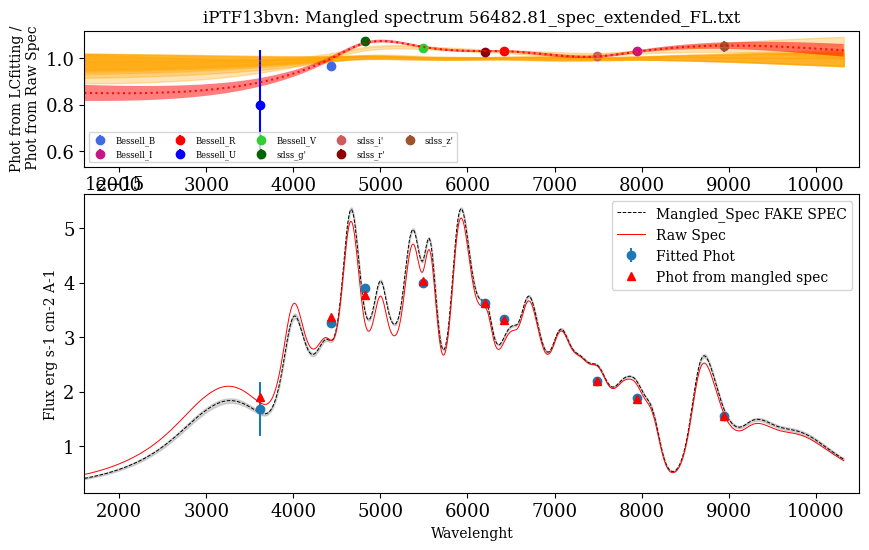 iPTF13bvn: Mangled spectrum 56482.81_spec_extended_FL.txt
Phot from LCfitting /
Phot from Raw Spec
1.0
0.8
0.6
Bessell_B Bessell_R Bessell_V sdss_i' sdss_z'
Bessell_I Bessell_U sdss_g' sdss_r'
2000 3000 4000 5000 6000 7000 8000 9000 10000
1e−15
Flux erg s-1 cm-2 A-1
5
4
3
2
1
Mangled_Spec FAKE SPEC
Raw Spec
Fitted Phot
Phot from mangled spec
2000 3000 4000 5000 6000 7000 8000 9000 10000
Wavelenght